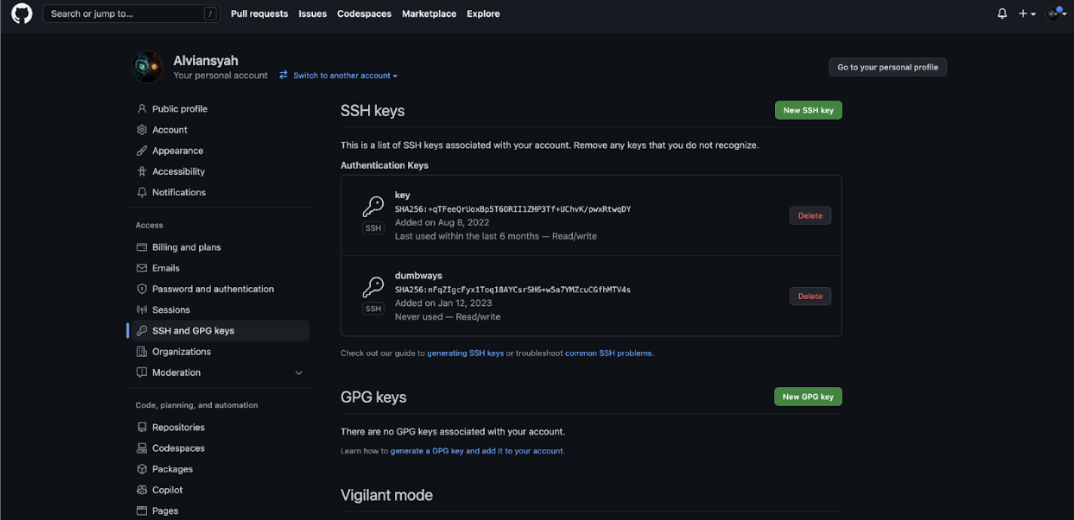 Search or jump to... /
Pull requests Issues Codespaces Marketplace Explore
Alviansyah
Your personal account Switch to another account
Go to your personal profile
Public profile
Account
Appearance
Accessibility
Notifications
Access
Billing and plans
Emails
Password and authentication
Sessions
SSH and GPG keys
Organizations
Moderation
Code, planning, and automation
Repositories
Codespaces
Packages
Copilot
Pages
SSH keys
New SSH key
This is a list of SSH keys associated with your account. Remove any keys that you do not recognize.
Authentication Keys
key
SHA256:+qTFeeQrUoxBp5T6ORII1ZHP3Tf+UChvK/pwxRtwqDY
SSH
Added on Aug 8, 2022
Last used within the last 6 months — Read/write
Delete
dumbways
SHA256:nFqZIgcFyx1Toq18AYCsrSH6+w5a7YMZcuCGfhMTV4s
SSH
Added on Jan 12, 2023
Never used — Read/write
Delete
Check out our guide to generating SSH keys or troubleshoot common SSH problems.
GPG keys
New GPG key
There are no GPG keys associated with your account.
Learn how to generate a GPG key and add it to your account.
Vigilant mode